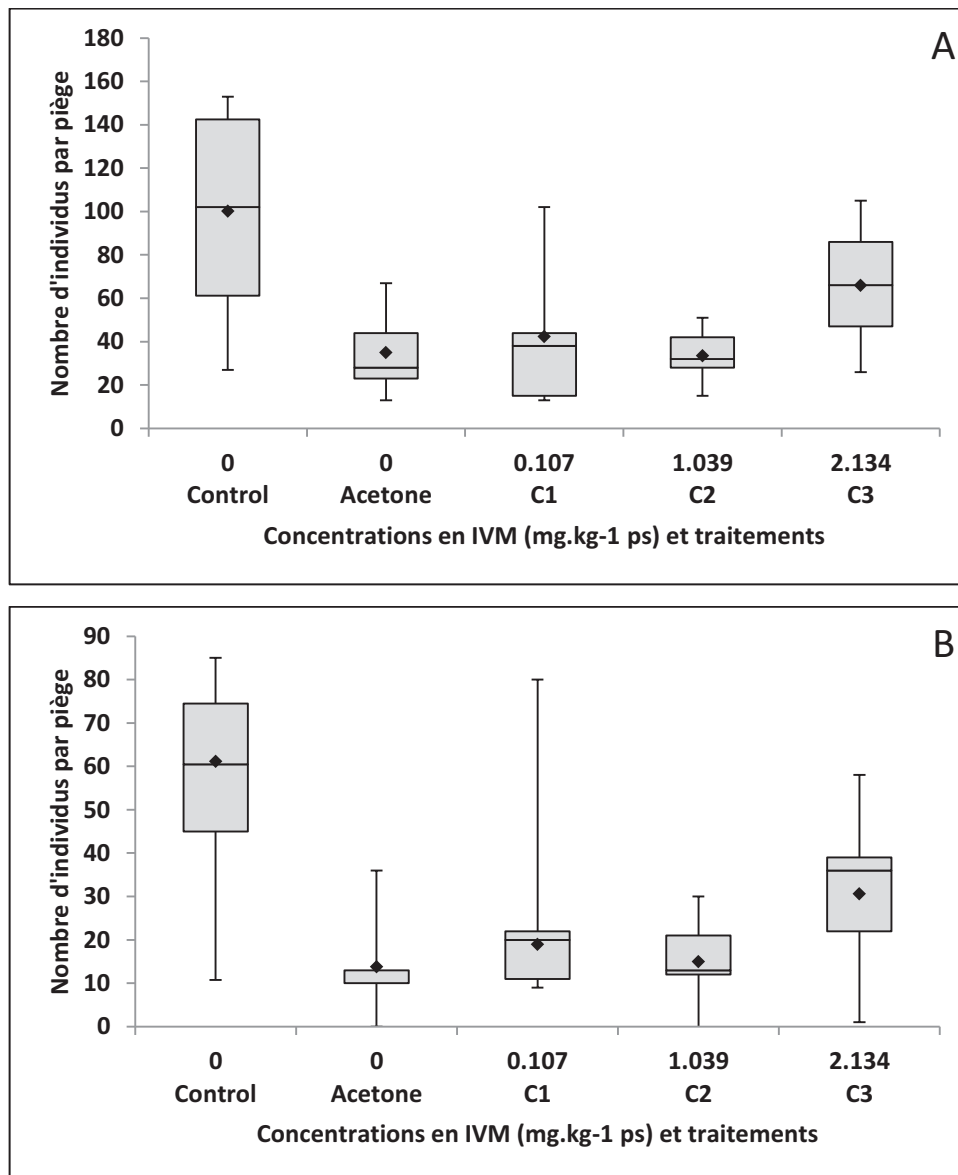 A
Nombre d'individus par piège
180
160
140
120
100
80
60
40
20
0
0 0 0.107 1.039 2.134
Control Acetone C1 C2 C3
Concentrations en IVM (mg.kg-1 ps) et traitements
B
Nombre d'individus par piège
90
80
70
60
50
40
30
20
10
0
0 0 0.107 1.039 2.134
Control Acetone C1 C2 C3
Concentrations en IVM (mg.kg-1 ps) et traitements